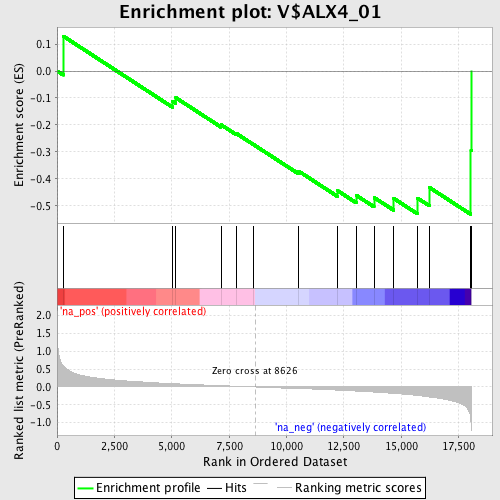 Enrichment plot: V$ALX4_01
Enrichment score (ES)
0.1
0.0
-0.1
-0.2
-0.3
-0.4
-0.5
'na_pos' (positively correlated)
Ranked list metric (PreRanked)
2.0
1.5
1.0
0.5
0.0
-0.5
-1.0
Zero cross at 8626
'na_neg' (negatively correlated)
0
2,500
5,000
7,500
10,000
12,500
15,000
17,500
Rank in Ordered Dataset
Enrichment profile
Hits
Ranking metric scores